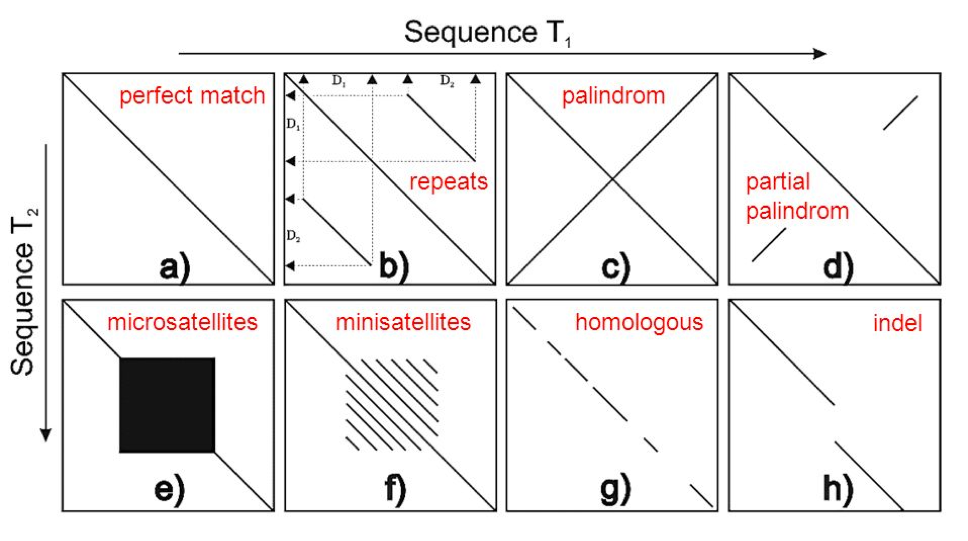 Sequence T1
Sequence T2
perfect match
a)
D1
D2
D1
D2
repeats
b)
palindrom
c)
partial
palindrom
d)
microsatellites
e)
minisatellites
f)
homologous
g)
indel
h)